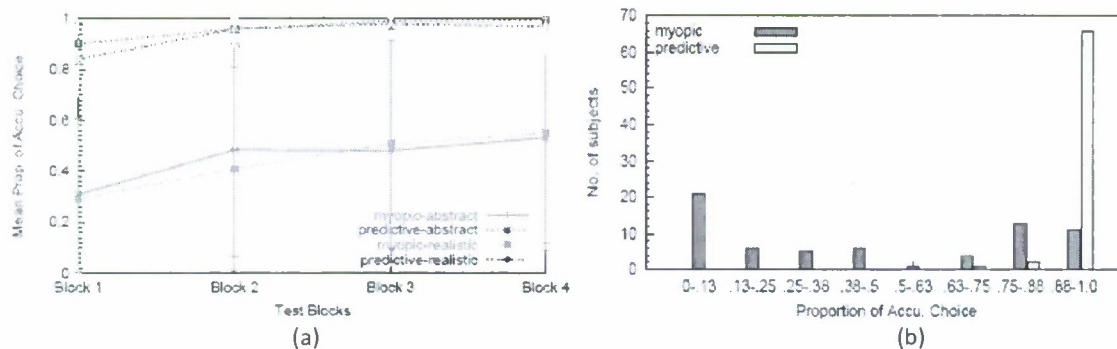 Mean Prop. of Accu. Choice
1
0.8
0.6
0.4
0.2
0
Block 1
Block 2
Block 3
Block 4
Test Blocks
myopic-abstract
predictive-abstract
myopic-realistic
predictive-realistic
(a)
No. of subjects
70
60
50
40
30
20
10
0
myopic
predictive
0-.13
.13-.25
.25-.38
.38-.5
.5-.63
.63-.75
.75-.88
.88-1.0
Proportion of Accu. Choice
(b)